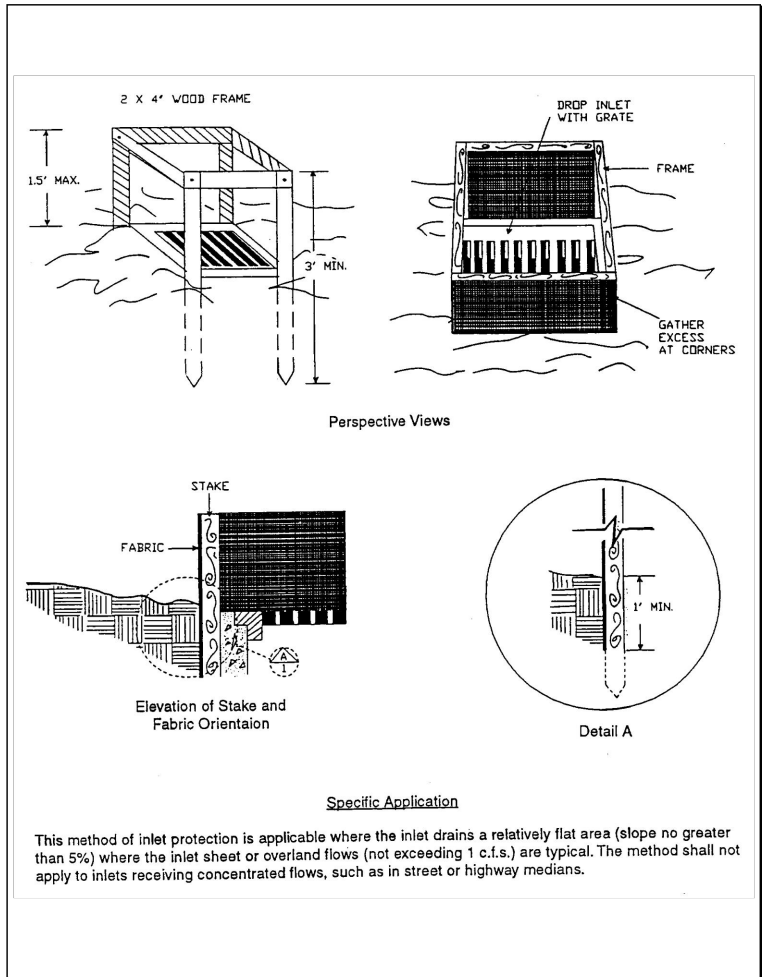 2 X 4" WOOD FRAME
1.5' MAX.
3' MIN.
DROP INLET
WITH GRATE
FRAME
GATHER
EXCESS
AT CORNERS
Perspective Views
STAKE
FABRIC
A
1
Elevation of Stake and
Fabric Orientaion
1' MIN.
Detail A
Specific Application
This method of inlet protection is applicable where the inlet drains a relatively flat area (slope no greater
than 5%) where the inlet sheet or overland flows (not exceeding 1 c.f.s.) are typical. The method shall not
apply to inlets receiving concentrated flows, such as in street or highway medians.